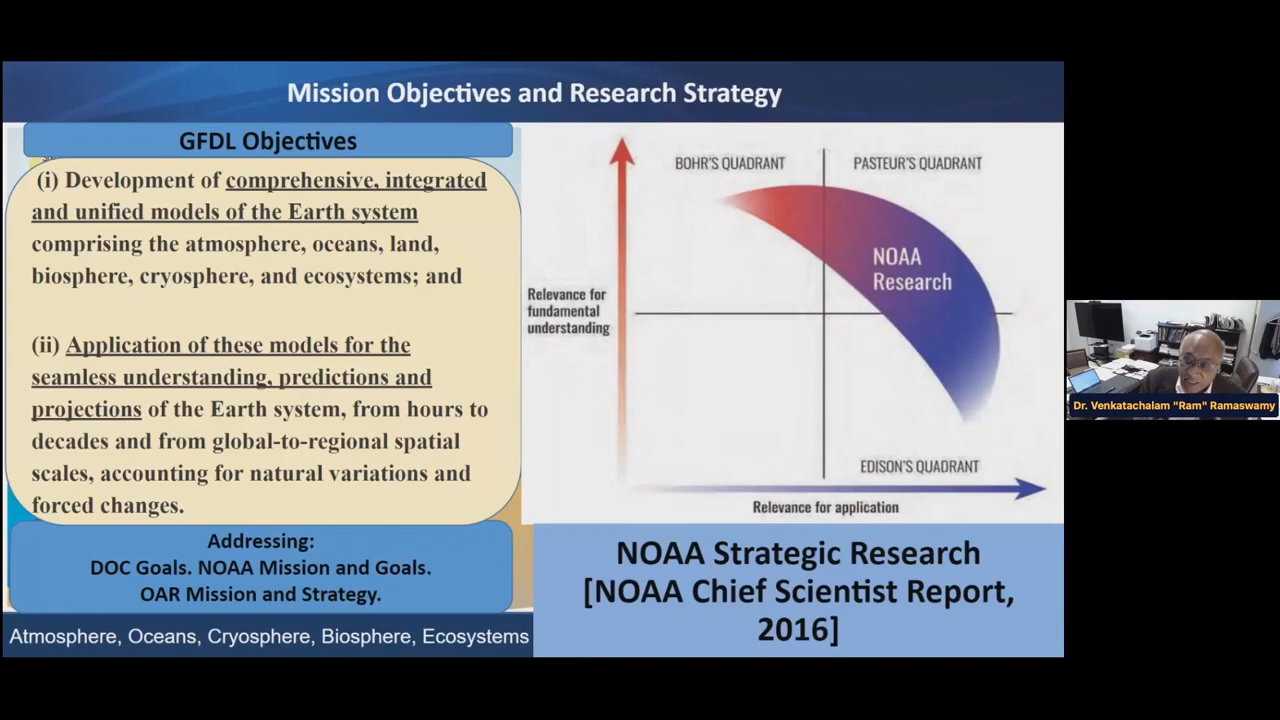 Mission Objectives and Research Strategy
GFDL Objectives
(i) Development of comprehensive, integrated
and unified models of the Earth system
comprising the atmosphere, oceans, land,
biosphere, cryosphere, and ecosystems; and
(ii) Application of these models for the
seamless understanding, predictions and
projections of the Earth system, from hours to
decades and from global-to-regional spatial
scales, accounting for natural variations and
forced changes.
Addressing:
DOC Goals. NOAA Mission and Goals.
OAR Mission and Strategy.
Atmosphere, Oceans, Cryosphere, Biosphere, Ecosystems
BOHR'S QUADRANT
PASTEUR'S QUADRANT
NOAA
Research
Relevance for
fundamental
understanding
EDISON'S QUADRANT
Relevance for application
NOAA Strategic Research
[NOAA Chief Scientist Report,
2016]
Dr. Venkatachalam "Ram" Ramaswamy